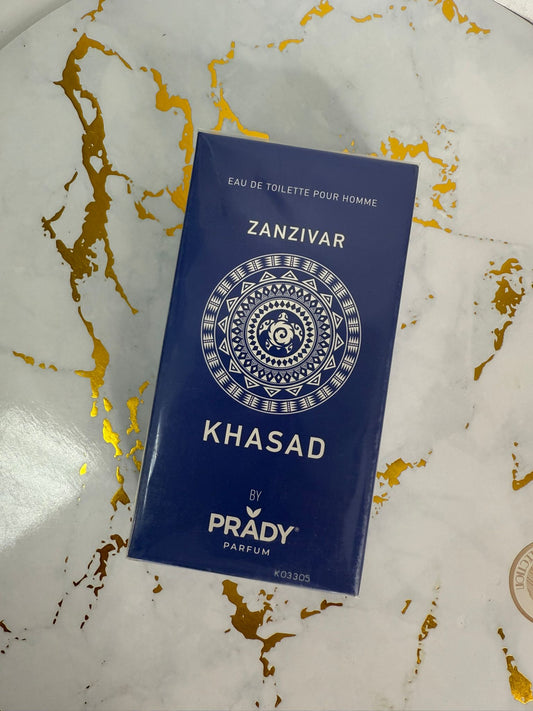 EAU DE TOILETTE POUR HOMME
ZANZIVAR
KHASAD
BY
PRADY®
PARFUM
K03305